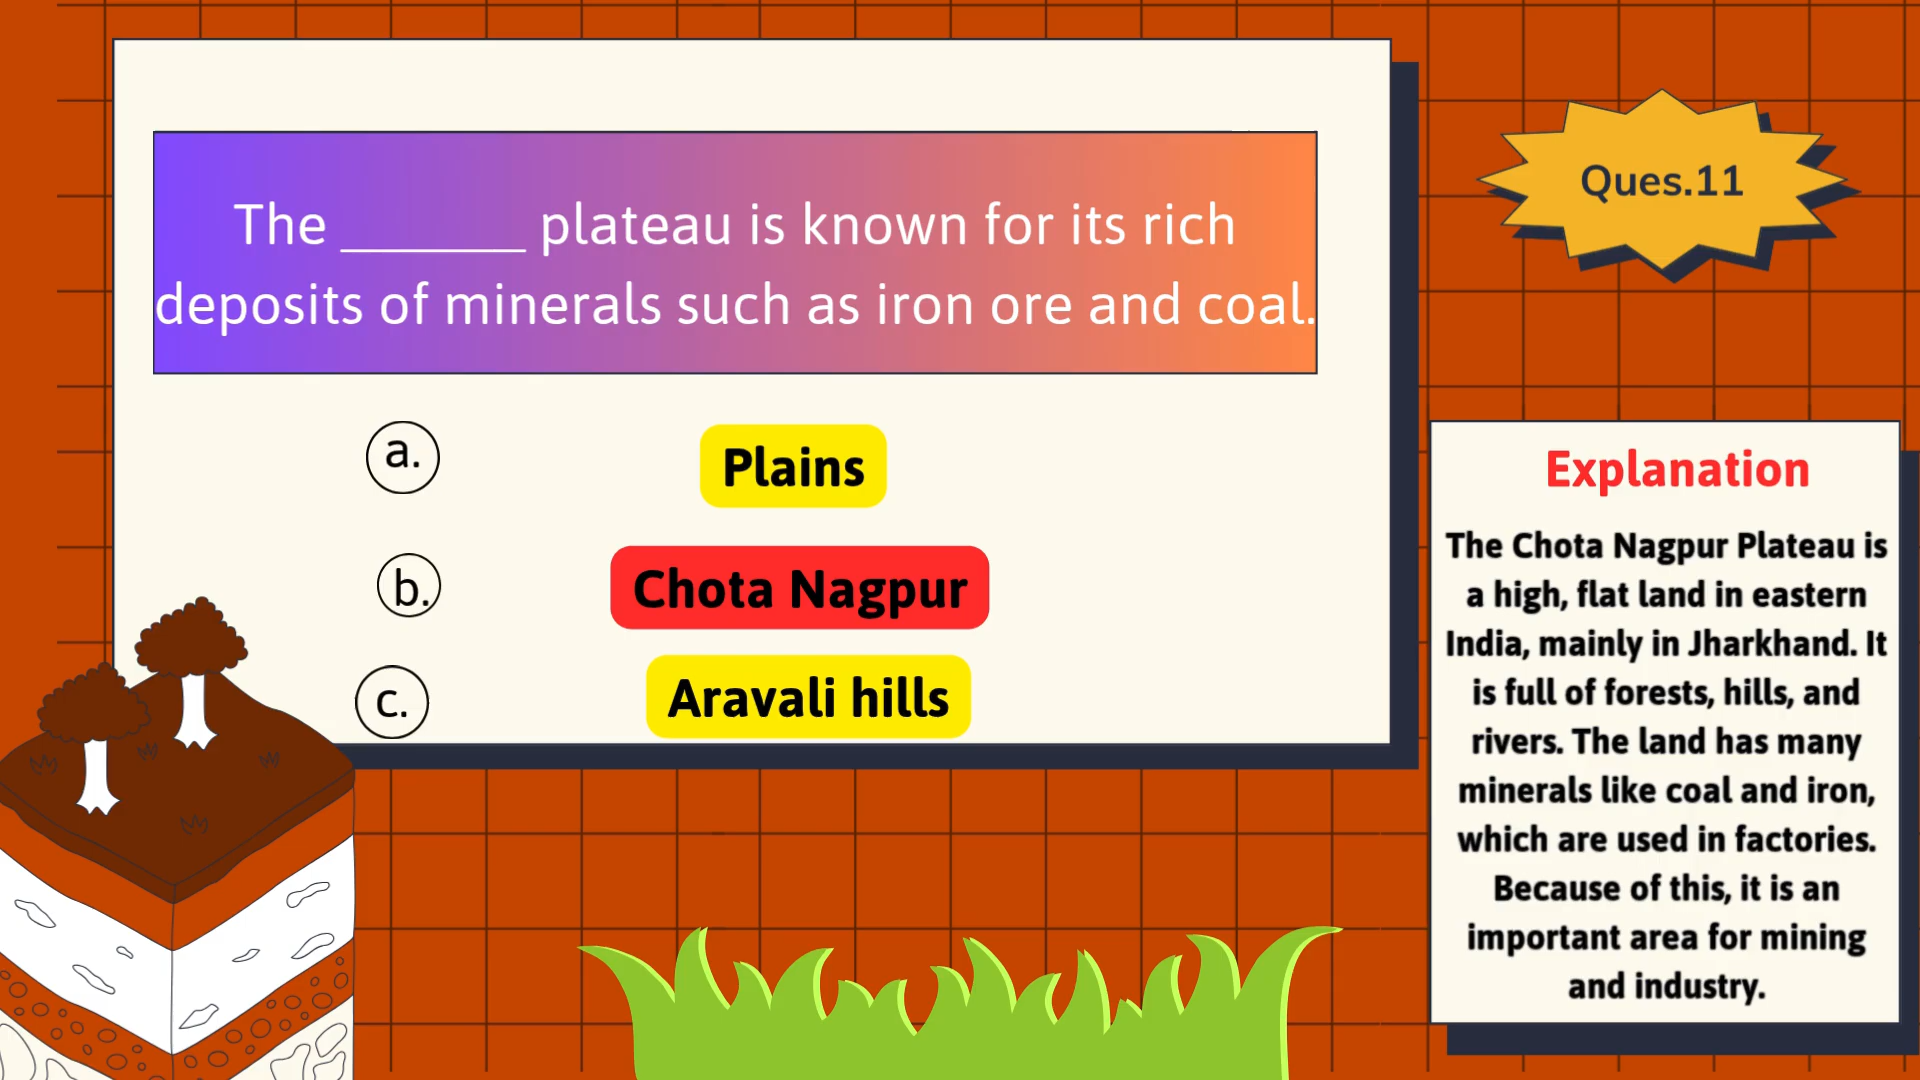 The _______ plateau is known for its rich
deposits of minerals such as iron ore and coal.
a.
Plains
b.
Chota Nagpur
c.
Aravali hills
Ques.11
Explanation
The Chota Nagpur Plateau is
a high, flat land in eastern
India, mainly in Jharkhand. It
is full of forests, hills, and
rivers. The land has many
minerals like coal and iron,
which are used in factories.
Because of this, it is an
important area for mining
and industry.